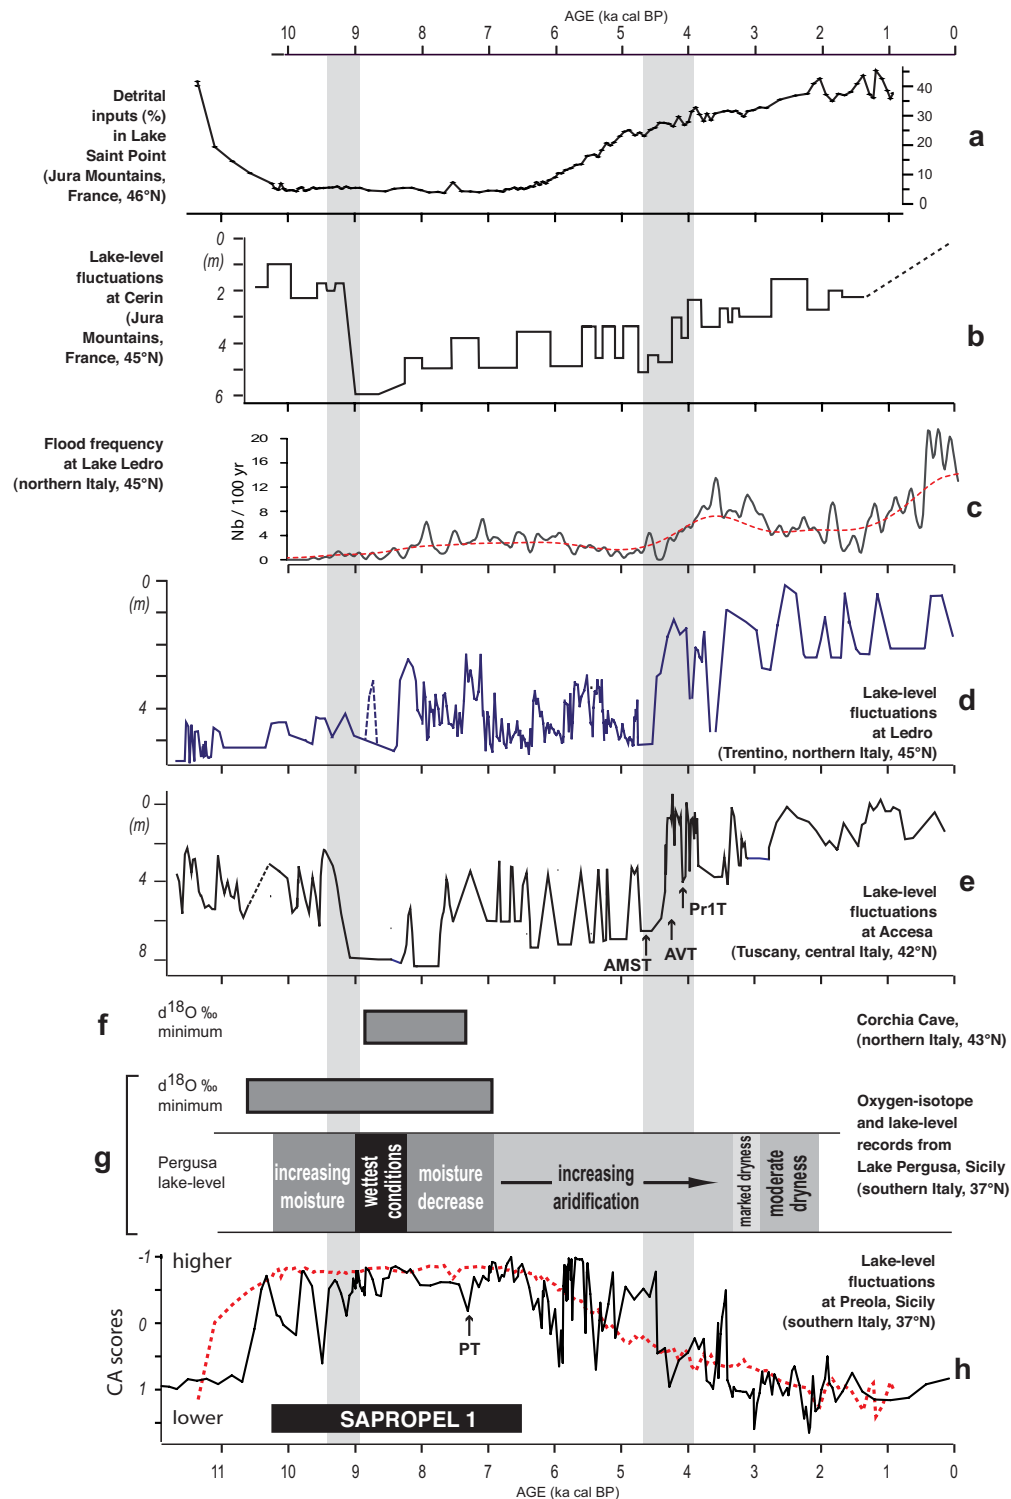 AGE (ka cal BP)
10 9 8 7 6 5 4 3 2 1 0
Detrital
inputs (%)
in Lake
Saint Point
(Jura Mountains,
France, 46°N)
40
30
20
10
0
a
Lake-level
fluctuations
at Cerin
(Jura
Mountains,
France, 45°N)
0
(m)
2
4
6
b
Flood frequency
at Lake Ledro
(northern Italy, 45°N)
Nb / 100 yr
20
16
12
8
4
0
c
0
(m)
4
Lake-level
fluctuations
at Ledro
(Trentino, northern Italy, 45°N)
d
0
(m)
4
8
Lake-level
fluctuations
at Accesa
(Tuscany, central Italy, 42°N)
e
Pr1T
AVT
AMST
f
d18O ‰
minimum
Corchia Cave,
(northern Italy, 43°N)
g
d18O ‰
minimum
Oxygen-isotope
and lake-level
records from
Lake Pergusa, Sicily
(southern Italy, 37°N)
Pergusa
lake-level
increasing
moisture
wettest
conditions
moisture
decrease
increasing
aridification
marked dryness
moderate
dryness
CA scores
-1
0
1
higher
lower
Lake-level
fluctuations
at Preola, Sicily
(southern Italy, 37°N)
h
PT
SAPROPEL 1
11 10 9 8 7 6 5 4 3 2 1 0
AGE (ka cal BP)